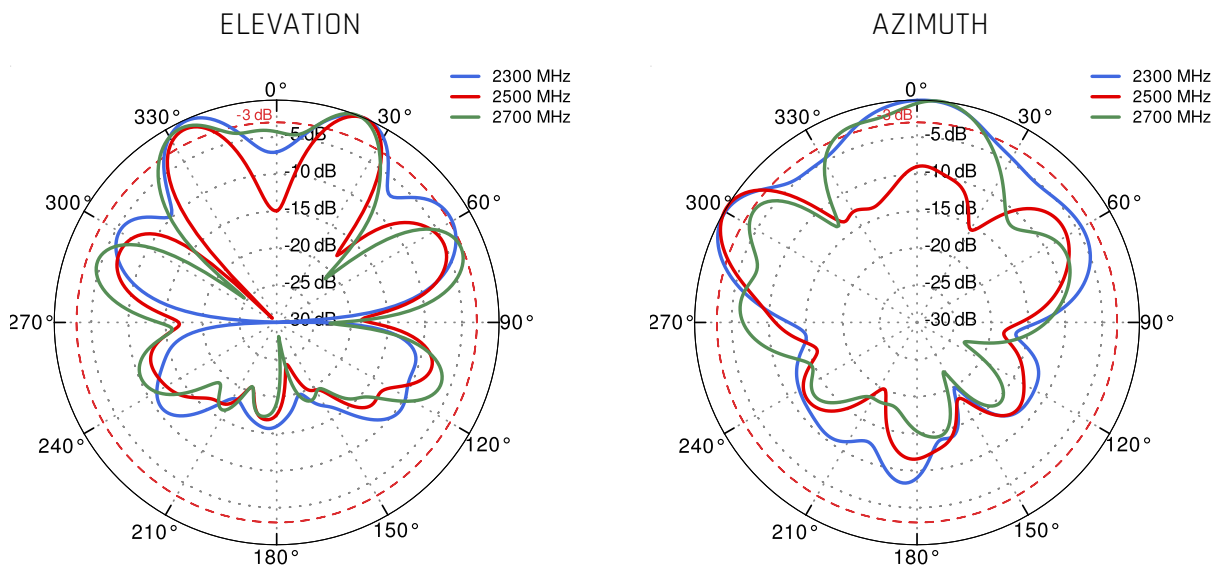 ELEVATION
2300 MHz
2500 MHz
2700 MHz
0°
30°
60°
90°
120°
150°
180°
210°
240°
270°
300°
330°
-3 dB
-5 dB
-10 dB
-15 dB
-20 dB
-25 dB
-30 dB
AZIMUTH
2300 MHz
2500 MHz
2700 MHz
0°
30°
60°
90°
120°
150°
180°
210°
240°
270°
300°
330°
-3 dB
-5 dB
-10 dB
-15 dB
-20 dB
-25 dB
-30 dB